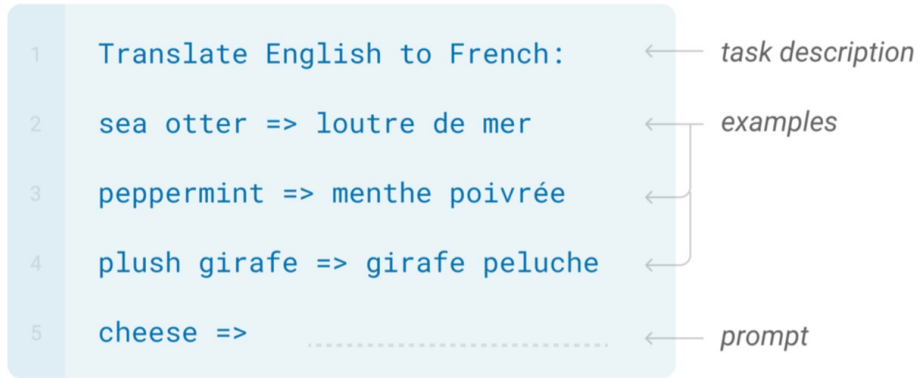 1 Translate English to French: task description
2 sea otter => loutre de mer examples
3 peppermint => menthe poivrée
4 plush girafe => girafe peluche
5 cheese => prompt